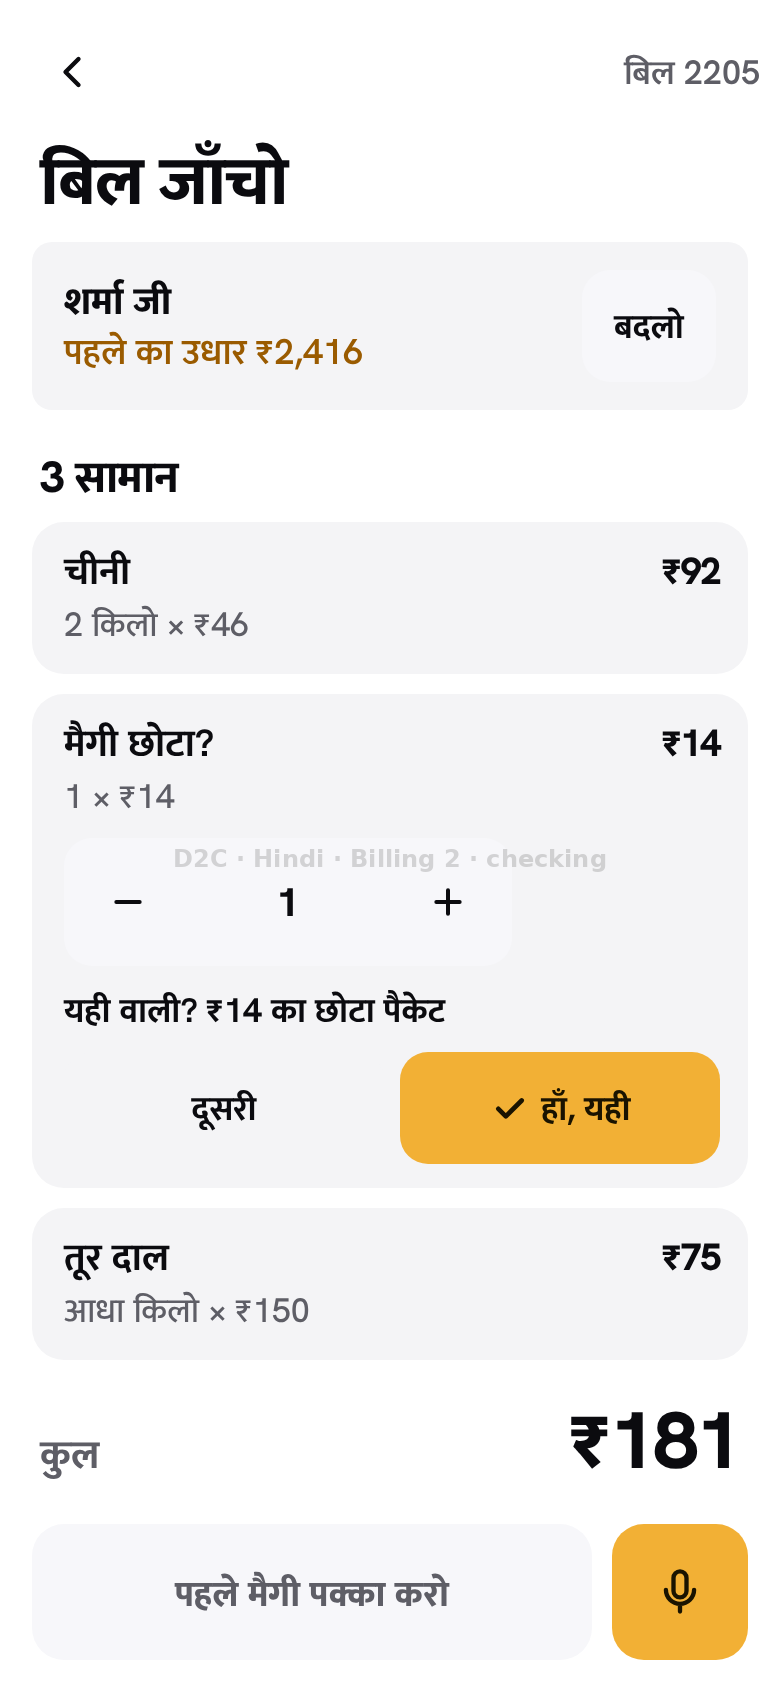 बिल 2205
बिल जाँचो
शर्मा जी
पहले का उधार ₹2,416
बदलो
3 सामान
चीनी ₹92
2 किलो × ₹46
मैगी छोटा? ₹14
1 × ₹14
D2C · Hindi · Billing 2 · checking
− 1 +
यही वाली? ₹14 का छोटा पैकेट
दूसरी हाँ, यही
तूर दाल ₹75
आधा किलो × ₹150
कुल ₹181
पहले मैगी पक्का करो